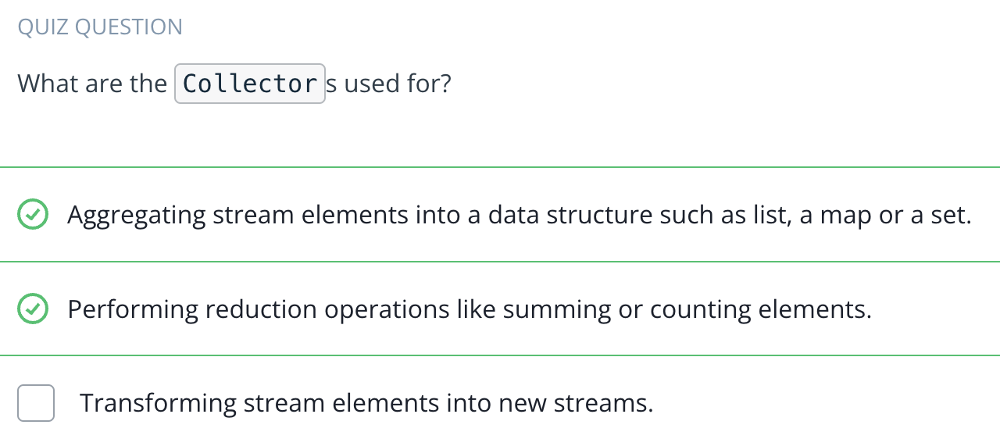 QUIZ QUESTION
What are the Collectors used for?
Aggregating stream elements into a data structure such as list, a map or a set.
Performing reduction operations like summing or counting elements.
Transforming stream elements into new streams.